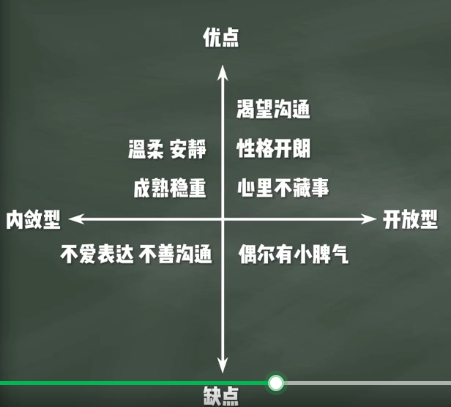 优点
渴望沟通
溫柔 安靜 性格开朗
成熟稳重 心里不藏事
内敛型 开放型
不爱表达 不善沟通 偶尔有小脾气
缺点